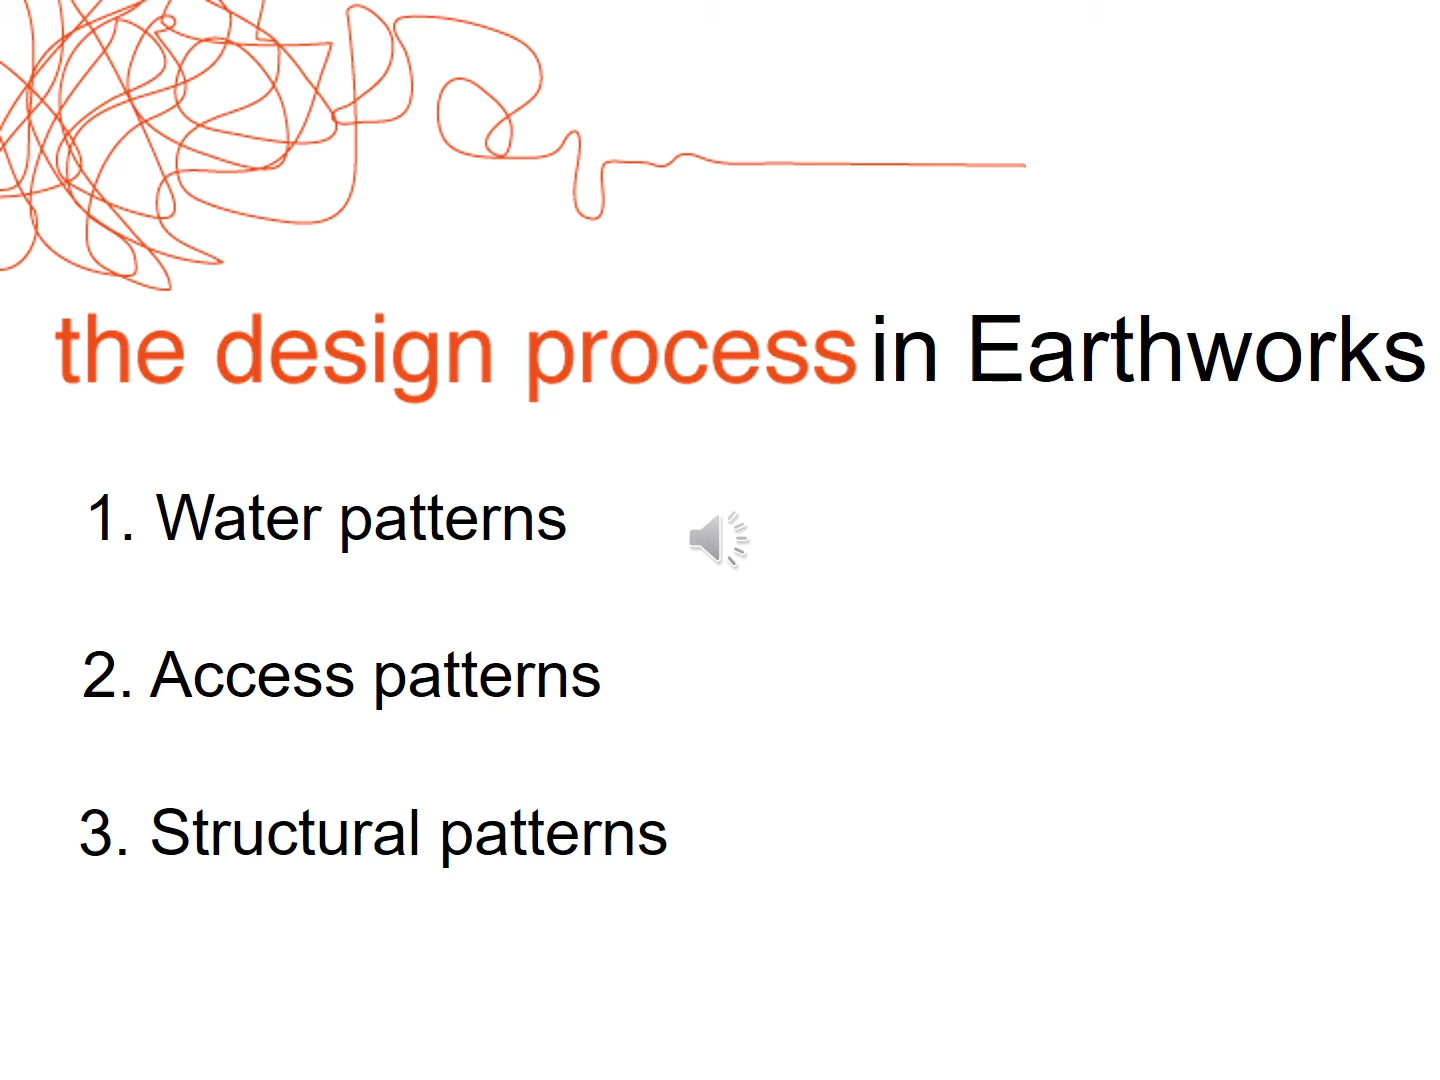 the design process in Earthworks
1. Water patterns
2. Access patterns
3. Structural patterns